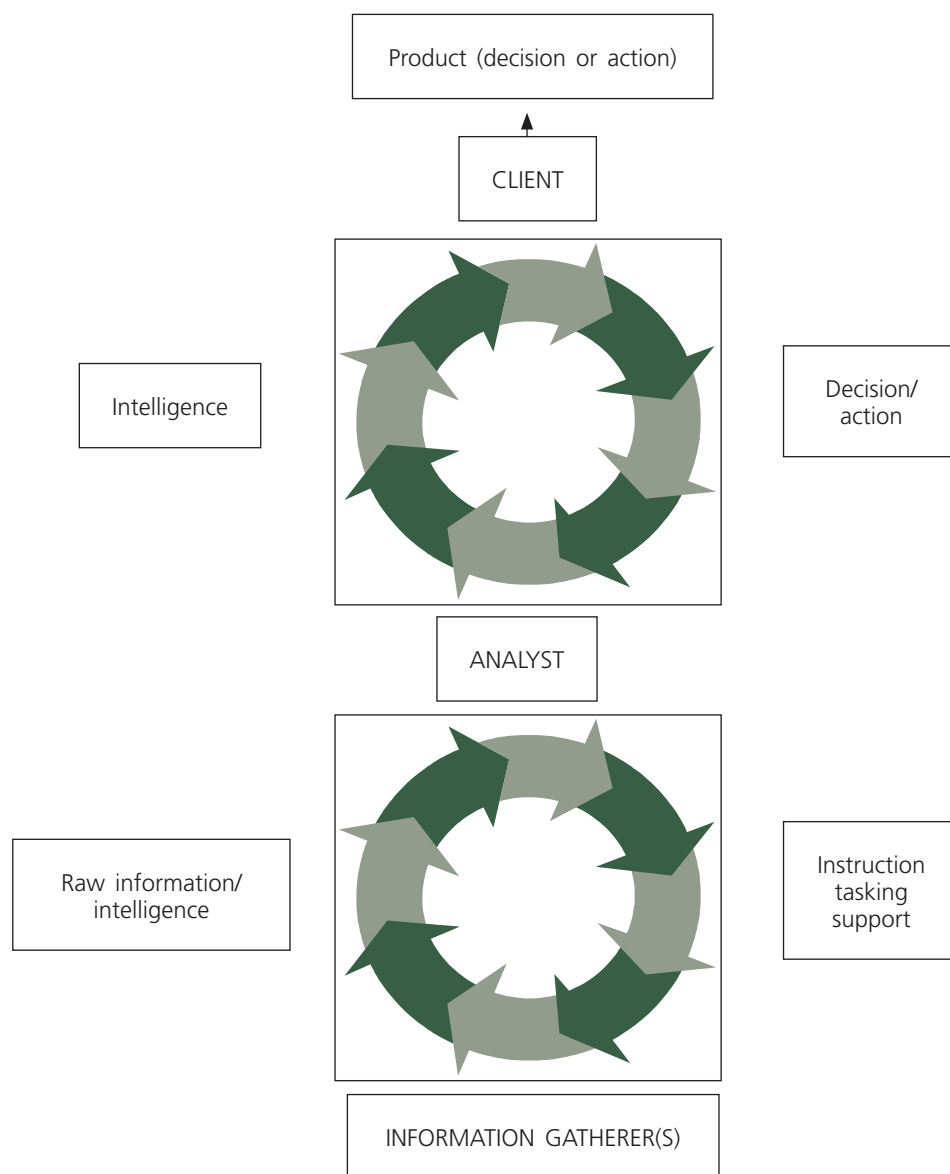 Product (decision or action)
CLIENT
Intelligence
Decision/
action
ANALYST
Raw information/
intelligence
Instruction
tasking
support
INFORMATION GATHERER(S)